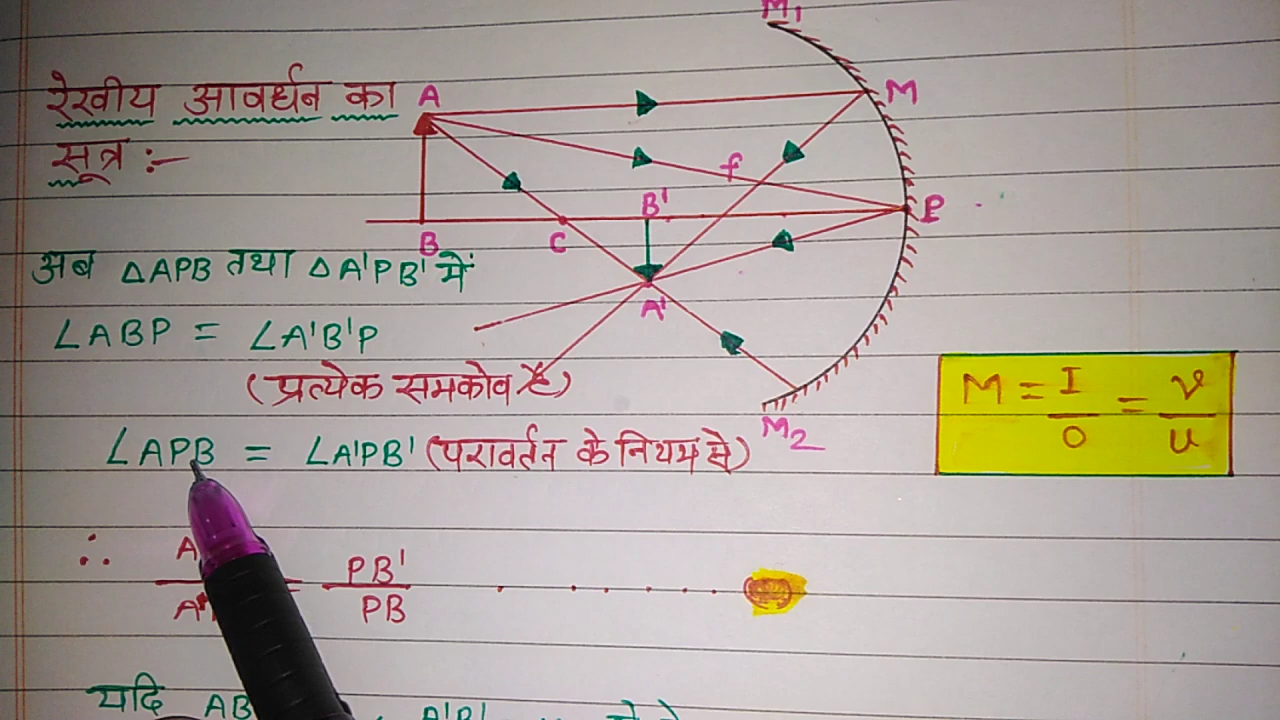 रेखीय आवर्धन का
सूत्र :-
M₁
A
M
f
B'
P
B
C
A'
M₂
अब △APB तथा △A'PB' में
∠ABP = ∠A'B'P
(प्रत्येक समकोव है)
∠APB = ∠A'PB' (परावर्तन के नियम से)
M = I/O = v/u
∴ PB'/PB
यदि AB A'B'